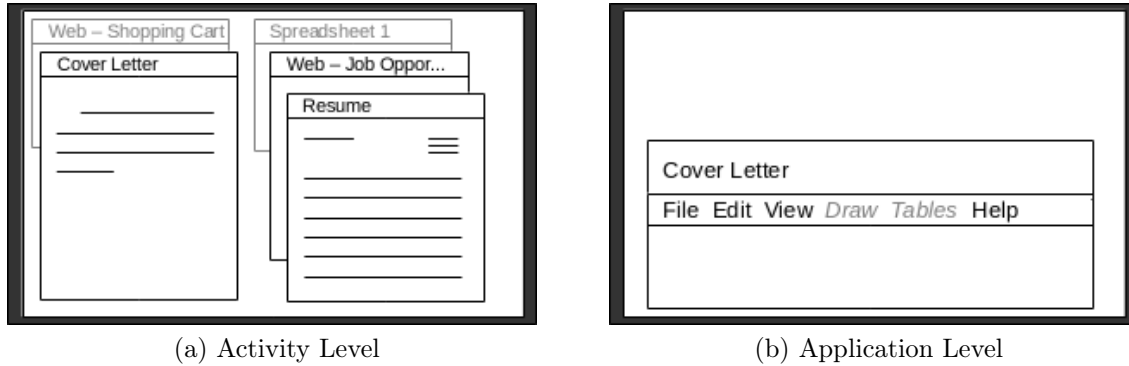 Web – Shopping Cart
Spreadsheet 1
Cover Letter
Web – Job Oppor...
Resume
Cover Letter
File Edit View Draw Tables Help
(a) Activity Level
(b) Application Level